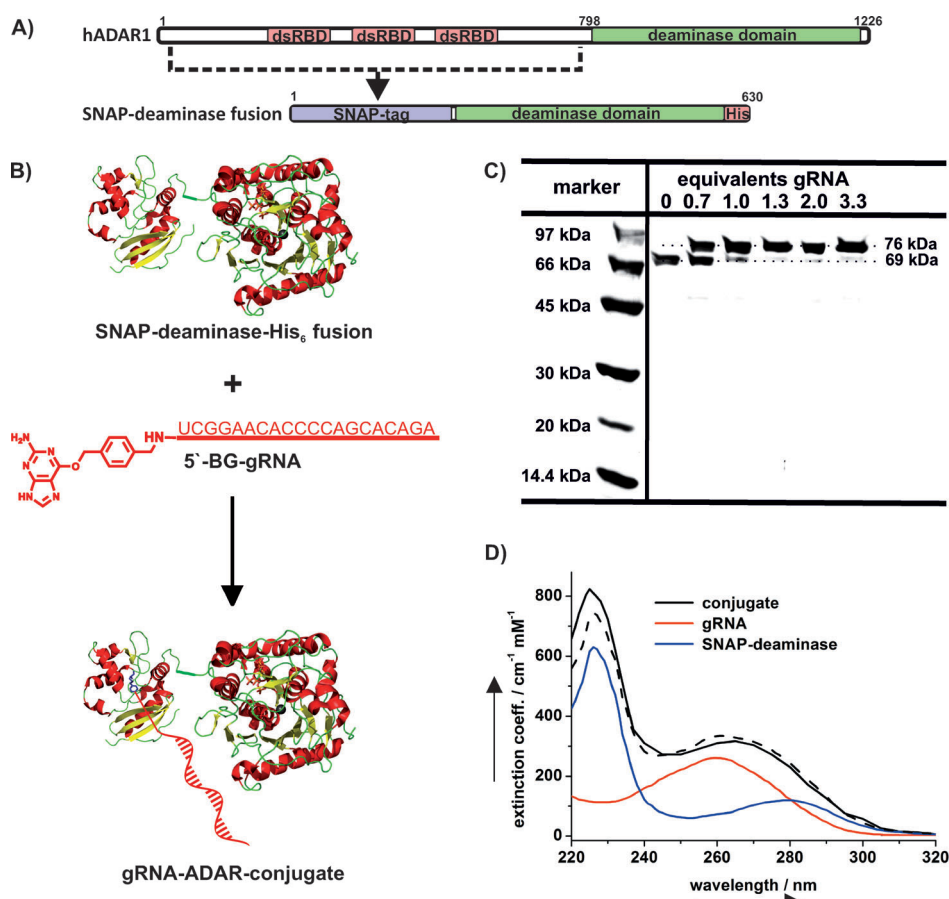 A)
1 798 1226
hADAR1 dsRBD dsRBD dsRBD deaminase domain
1 630
SNAP-deaminase fusion SNAP-tag deaminase domain His
B)
SNAP-deaminase-His₆ fusion
+
UCGGAACACCCCAGCACAGA
HN
H₂N N N O
HN N
5`-BG-gRNA
gRNA-ADAR-conjugate
C)
marker equivalents gRNA
0 0.7 1.0 1.3 2.0 3.3
97 kDa 76 kDa
66 kDa 69 kDa
45 kDa
30 kDa
20 kDa
14.4 kDa
D)
conjugate
gRNA
SNAP-deaminase
extinction coeff. / cm⁻¹ mM⁻¹
800
600
400
200
0
220 240 260 280 300 320
wavelength / nm